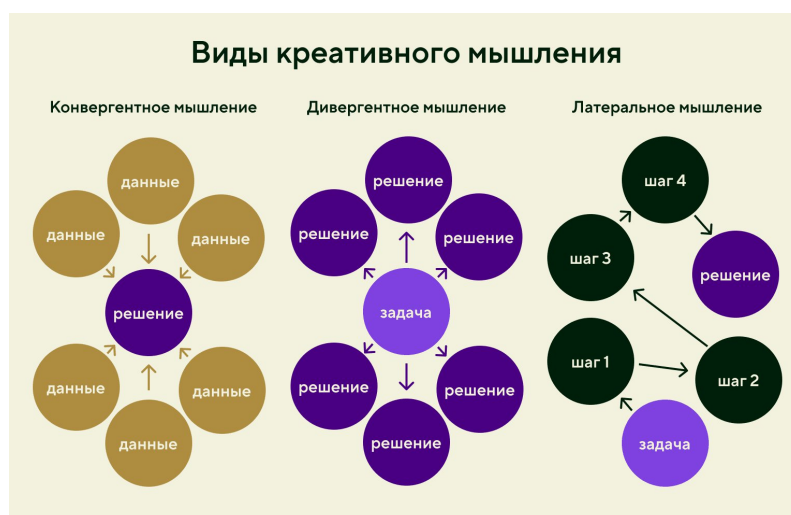 Виды креативного мышления
Конвергентное мышление
данные
данные
данные
решение
данные
данные
данные
Дивергентное мышление
решение
решение
решение
задача
решение
решение
решение
Латеральное мышление
шаг 4
шаг 3
решение
шаг 1
шаг 2
задача